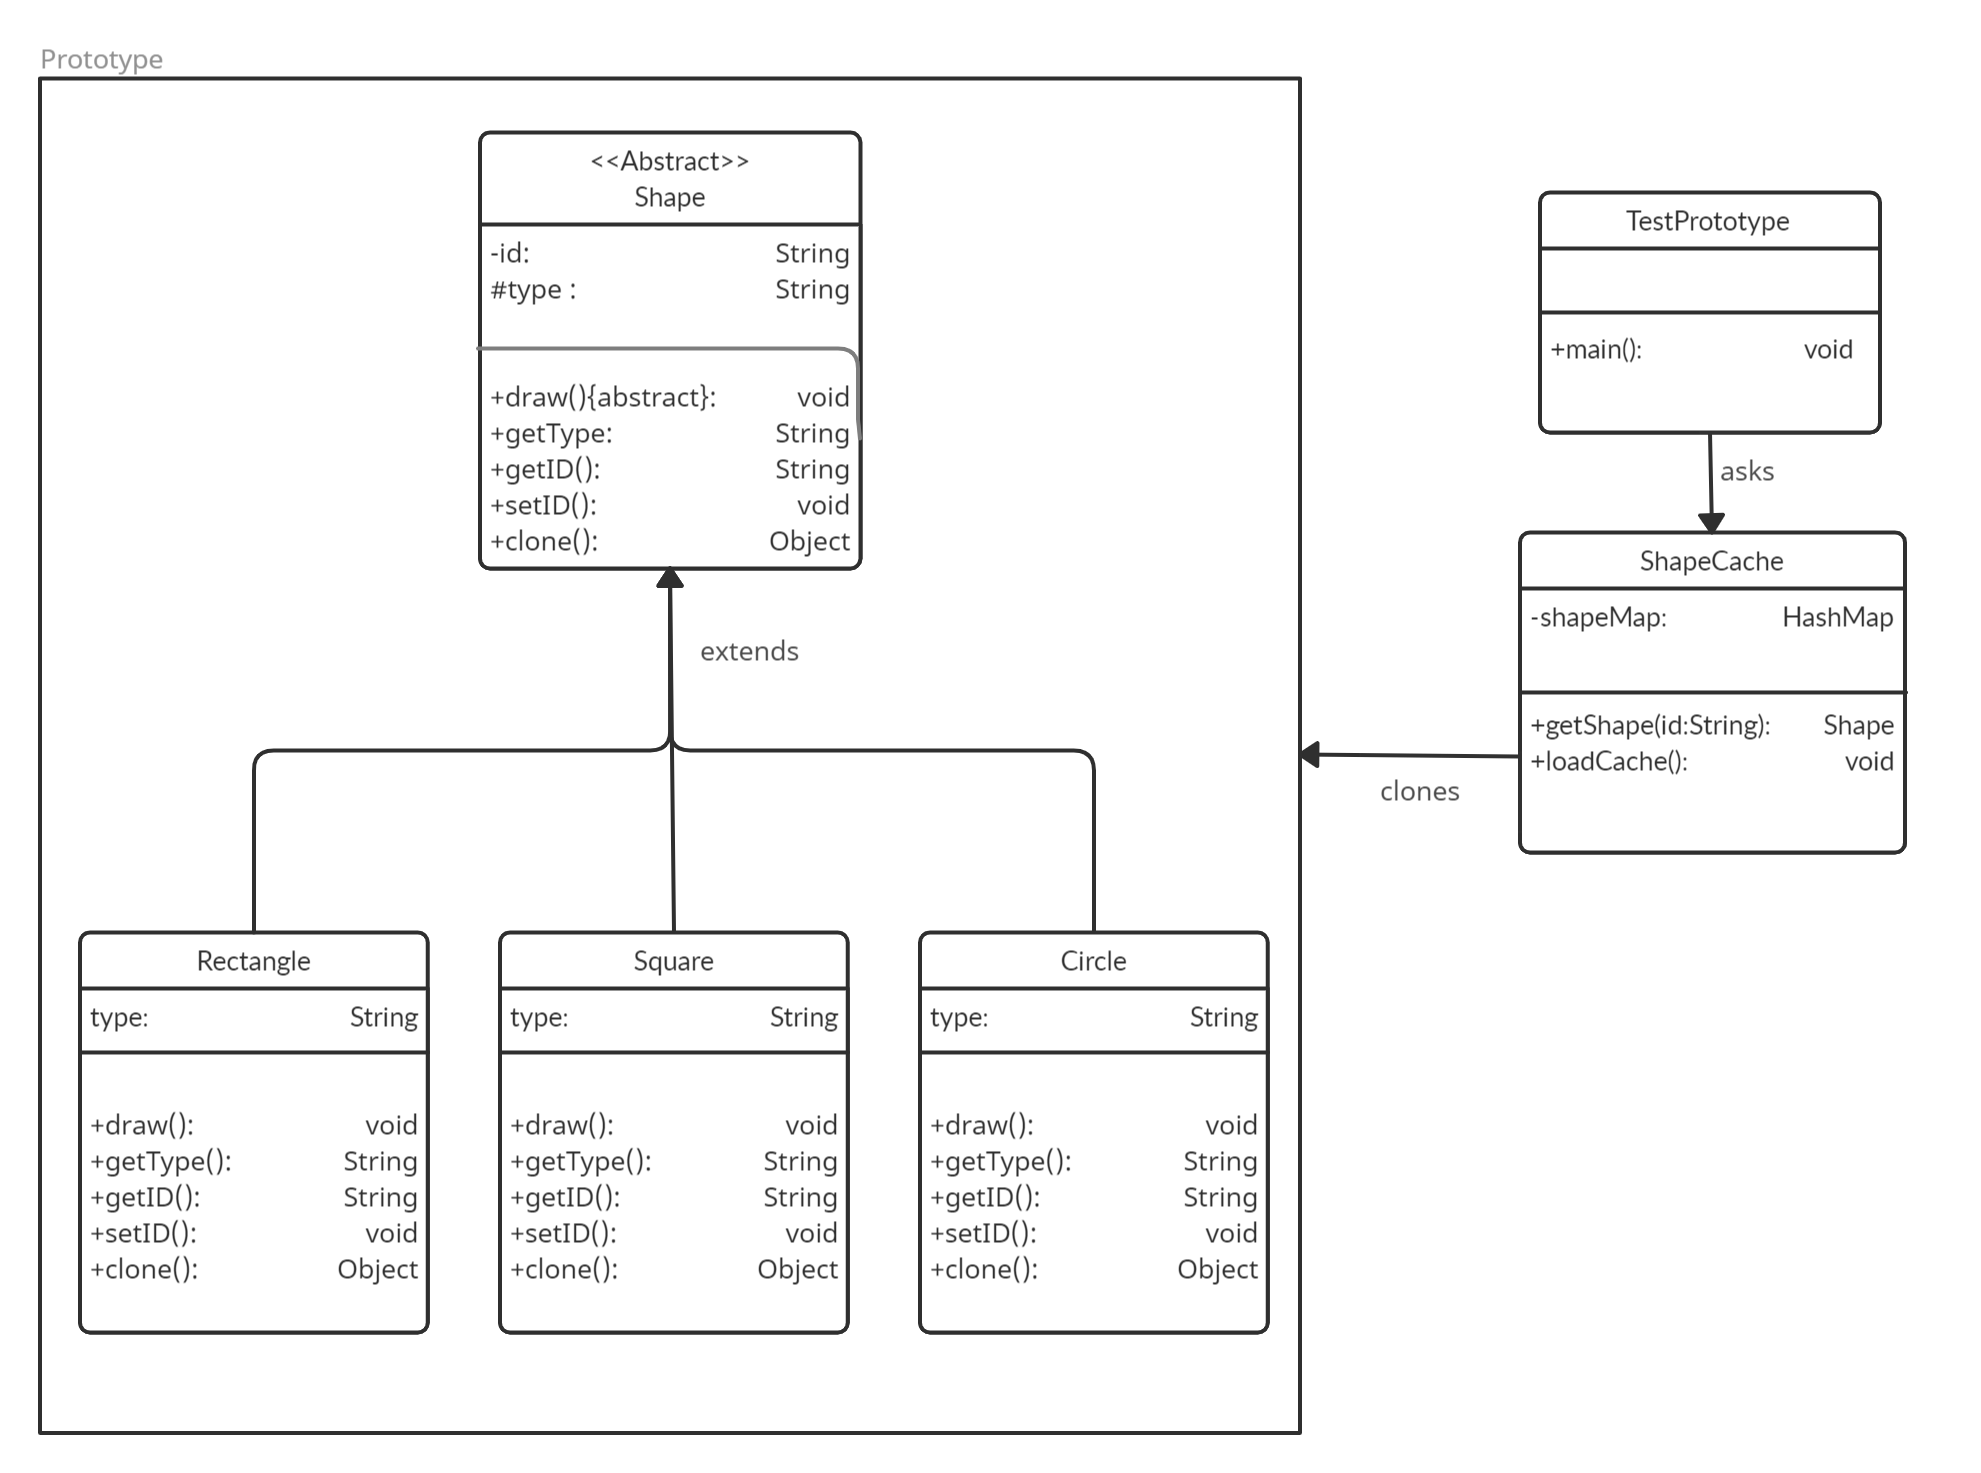 Prototype
<<Abstract>>
Shape
-id: String
#type : String
+draw(){abstract}: void
+getType: String
+getID(): String
+setID(): void
+clone(): Object
extends
Rectangle
type: String
+draw(): void
+getType(): String
+getID(): String
+setID(): void
+clone(): Object
Square
type: String
+draw(): void
+getType(): String
+getID(): String
+setID(): void
+clone(): Object
Circle
type: String
+draw(): void
+getType(): String
+getID(): String
+setID(): void
+clone(): Object
TestPrototype
+main(): void
asks
ShapeCache
-shapeMap: HashMap
+getShape(id:String): Shape
+loadCache(): void
clones